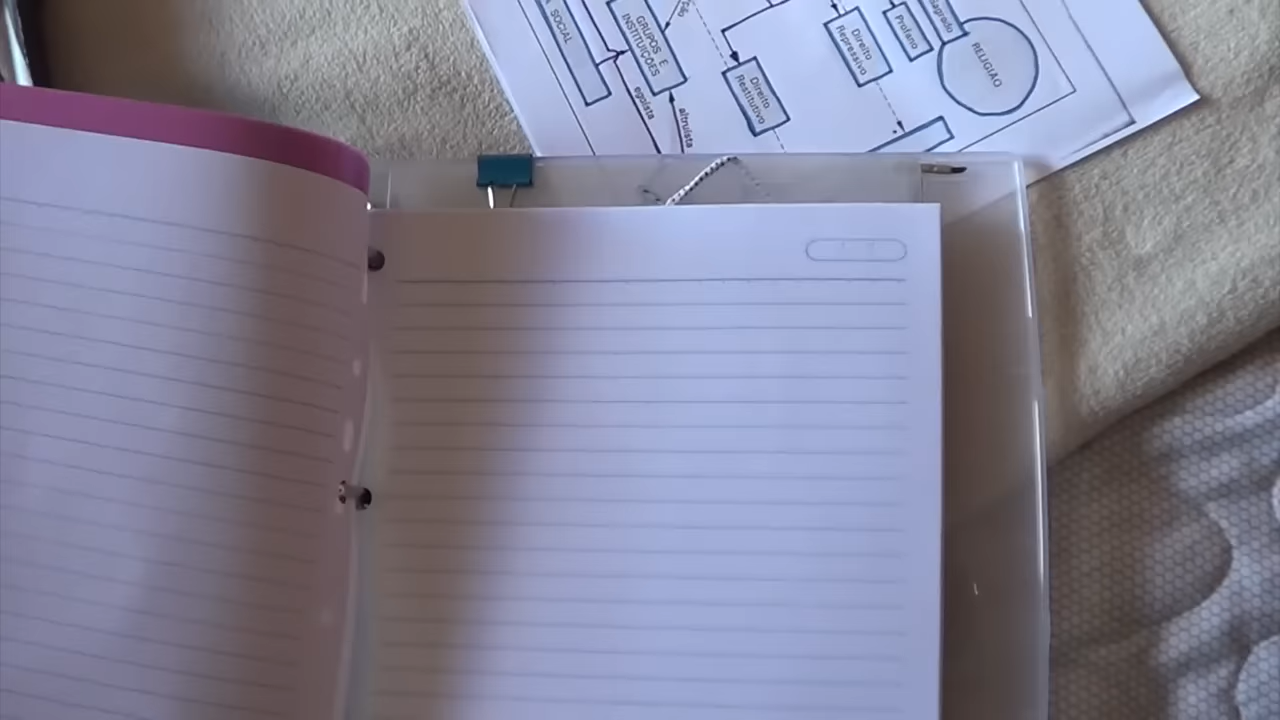 SOCIAL
GRUPOS E
INSTITUIÇÕES
egoísta
altruísta
Direito
Restitutivo
Direito
Repressivo
Profano
Sagrado
RELIGIÃO